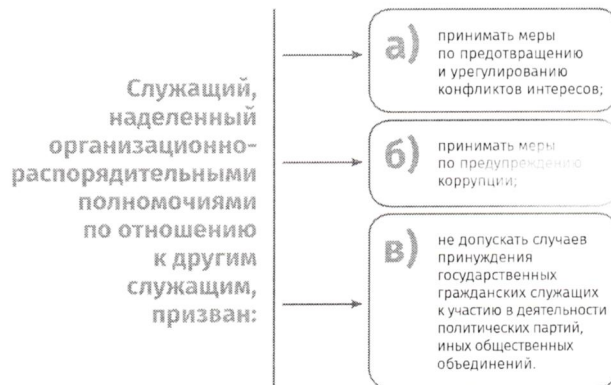 Служащий,
наделенный
организационно-
распорядительными
полномочиями
по отношению
к другим
служащим,
призван:
а)
принимать меры
по предотвращению
и урегулированию
конфликтов интересов;
б)
принимать меры
по предупреждению
коррупции;
в)
не допускать случаев
принуждения
государственных
гражданских служащих
к участию в деятельности
политических партий,
иных общественных
объединений.